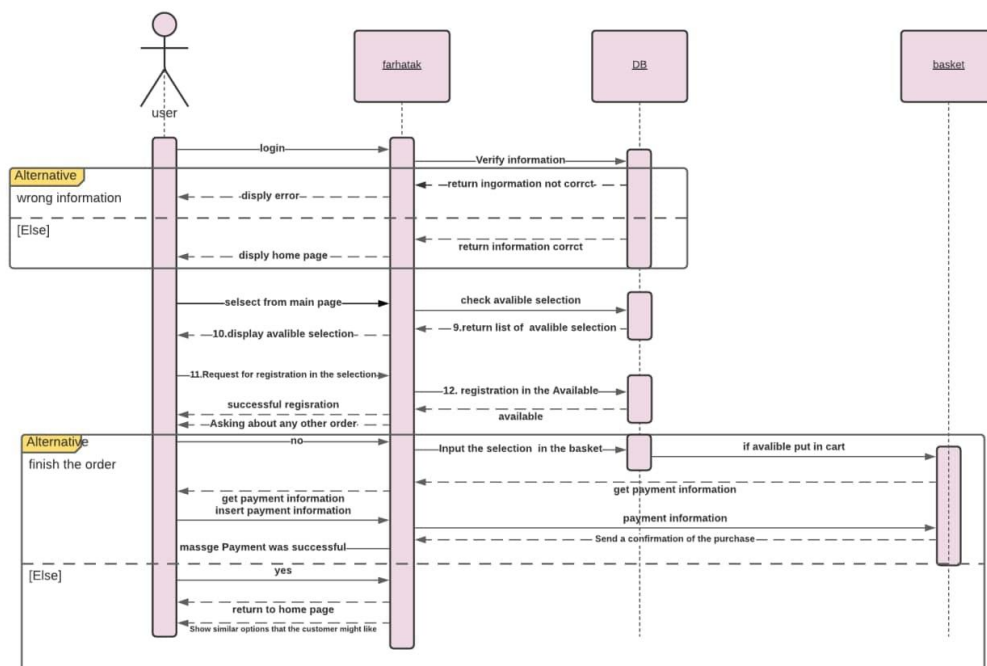 farhatak
DB
basket
user
login
Verify information
Alternative
return ingormation not corrct
wrong information
disply error
[Else]
return information corrct
disply home page
selsect from main page
check avalible selection
10.display avalible selection
9.return list of avalible selection
11.Request for registration in the selection
12. registration in the Available
successful regisration
available
Asking about any other order
Alternative
no
Input the selection in the basket
if avalible put in cart
finish the order
get payment information
get payment information
insert payment information
payment information
Send a confirmation of the purchase
massge Payment was successful
[Else]
yes
return to home page
Show similar options that the customer might like